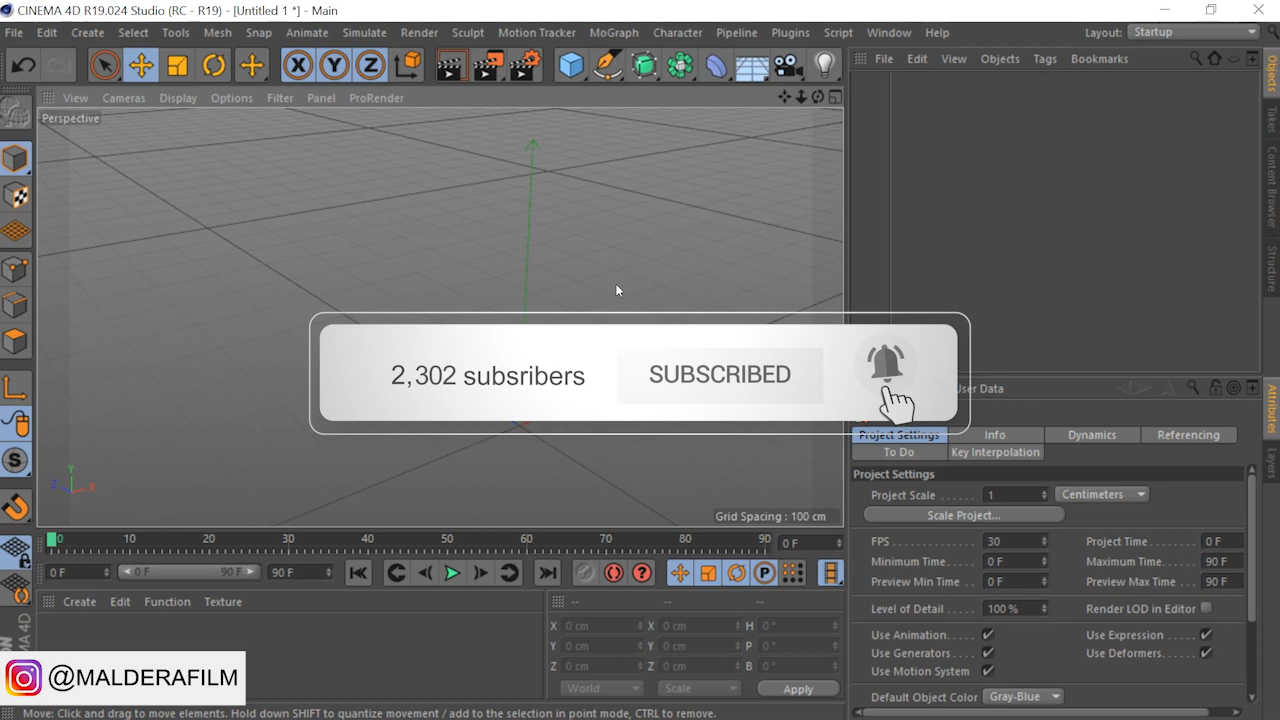 CINEMA 4D R19.024 Studio (RC - R19) - [Untitled 1 *] - Main
File Edit Create Select Tools Mesh Snap Animate Simulate Render Sculpt Motion Tracker MoGraph Character Pipeline Plugins Script Window Help Layout: Startup
X Y Z
File Edit View Objects Tags Bookmarks
View Cameras Display Options Filter Panel ProRender
Perspective
Objects
Takes
Content Browser
Structure
2,302 subsribers SUBSCRIBED
User Data
Attributes
Layers
Project Settings Info Dynamics Referencing
To Do Key Interpolation
Project Settings
Project Scale 1 Centimeters
Scale Project...
FPS 30 Project Time 0 F
Minimum Time 0 F Maximum Time 90 F
Preview Min Time 0 F Preview Max Time 90 F
Level of Detail 100 % Render LOD in Editor
Use Animation Use Expression
Use Generators Use Deformers
Use Motion System
Default Object Color Gray-Blue
Y
Z X
S
Grid Spacing : 100 cm
0 10 20 30 40 50 60 70 80 90 0 F
0 F 0 F 90 F 90 F
P
Create Edit Function Texture
-- -- --
X 0 cm X 0 cm H 0 °
Y 0 cm Y 0 cm P 0 °
Z 0 cm Z 0 cm B 0 °
World Scale Apply
@MALDERAFILM
Move: Click and drag to move elements. Hold down SHIFT to quantize movement / add to the selection in point mode, CTRL to remove.